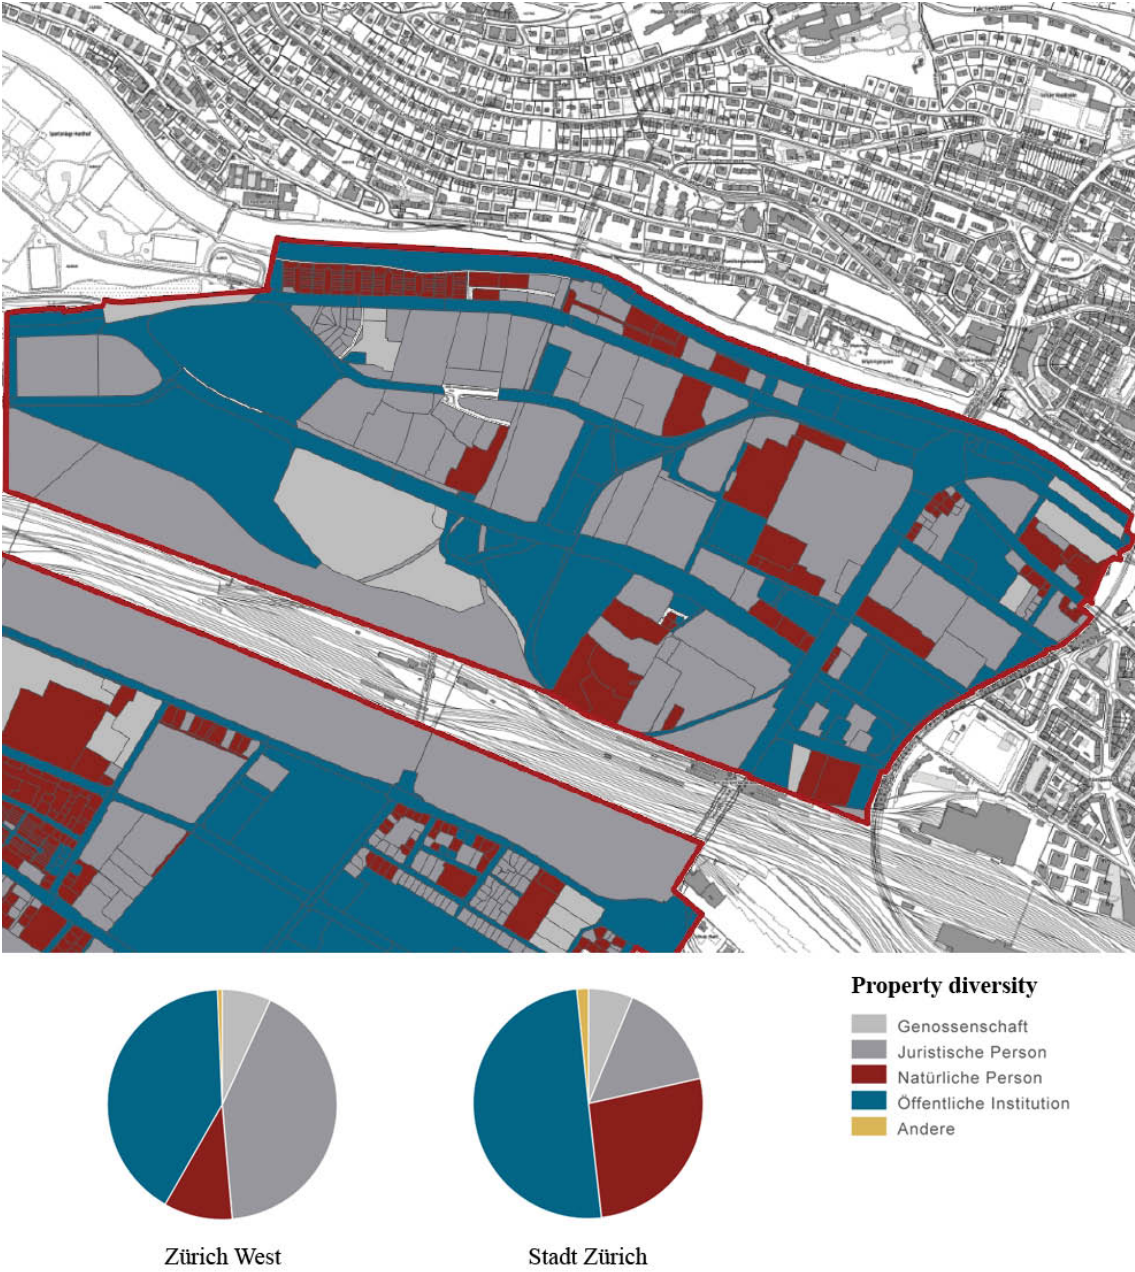 Property diversity
Genossenschaft
Juristische Person
Natürliche Person
Öffentliche Institution
Andere
Zürich West
Stadt Zürich